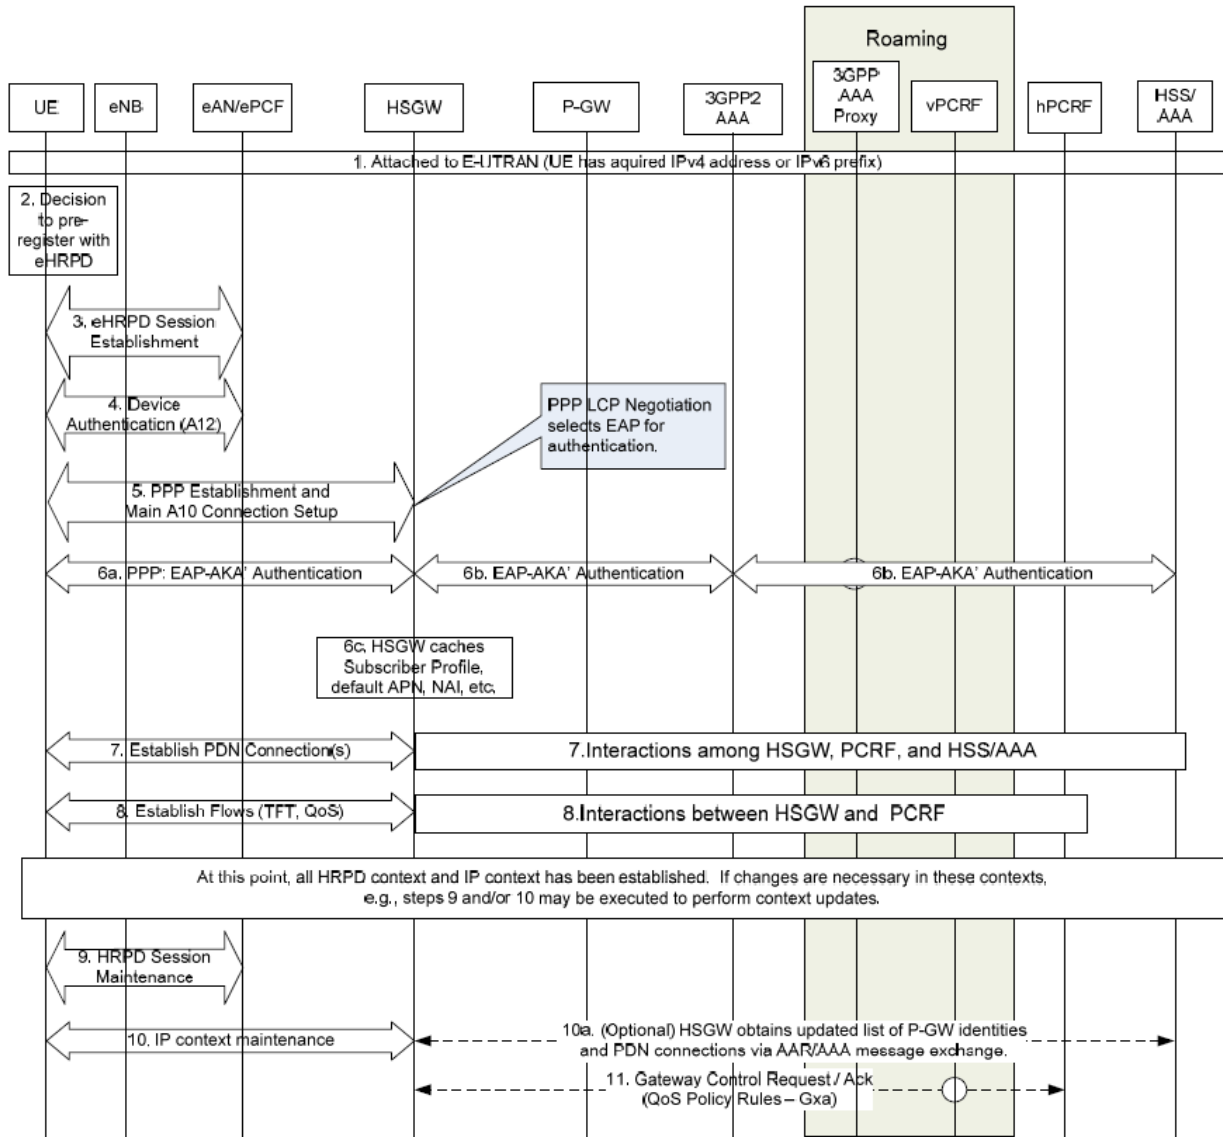 Roaming
UE
eNB
eAN/ePCF
HSGW
P-GW
3GPP2
AAA
3GPP
AAA
Proxy
vPCRF
hPCRF
HSS/
AAA
1. Attached to E-UTRAN (UE has aquired IPv4 address or IPv6 prefix)
2. Decision
to pre-
register with
eHRPD
3. eHRPD Session
Establishment
4. Device
Authentication (A12)
PPP LCP Negotiation
selects EAP for
authentication.
5. PPP Establishment and
Main A10 Connection Setup
6a. PPP: EAP-AKA' Authentication
6b. EAP-AKA' Authentication
6b. EAP-AKA' Authentication
6c. HSGW caches
Subscriber Profile,
default APN, NAI, etc.
7. Establish PDN Connection(s)
7.Interactions among HSGW, PCRF, and HSS/AAA
8. Establish Flows (TFT, QoS)
8.Interactions between HSGW and PCRF
At this point, all HRPD context and IP context has been established. If changes are necessary in these contexts,
e.g., steps 9 and/or 10 may be executed to perform context updates.
9. HRPD Session
Maintenance
10. IP context maintenance
10a. (Optional) HSGW obtains updated list of P-GW identities
and PDN connections via AAR/AAA message exchange.
11. Gateway Control Request / Ack
(QoS Policy Rules – Gxa)